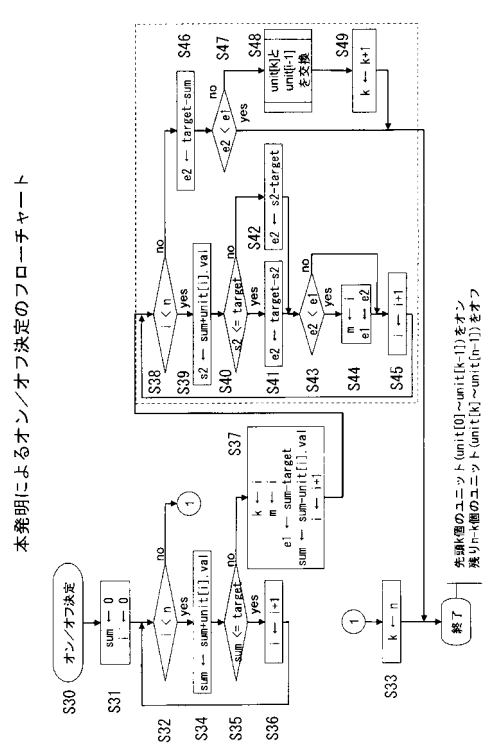 本発明によるオン/オフ決定のフローチャート
S30
オン/オフ決定
S31
sum ← 0
i ← 0
S32
i < n
no
yes
1
S34
sum ← sum+unit[i].val
S35
sum <= target
no
yes
S36
i ← i+1
S37
k ← i
m ← i
e1 ← sum-target
sum ← sum-unit[i].val
i ← i+1
S38
i < n
no
yes
S39
s2 ← sum+unit[i].val
S40
s2 <= target
no
yes
S41
e2 ← target-s2
S42
e2 ← s2-target
S43
e2 < e1
no
yes
S44
m ← i
e1 ← e2
S45
i ← i+1
S46
e2 ← target-sum
S47
e2 < e1
no
yes
S48
unit[k]と
unit[i-1]
を交換
S49
k ← k+1
1
S33
k ← n
終了
先頭k個のユニット(unit[0]~unit[k-1])をオン
残りn-k個のユニット(unit[k]~unit[n-1])をオフ